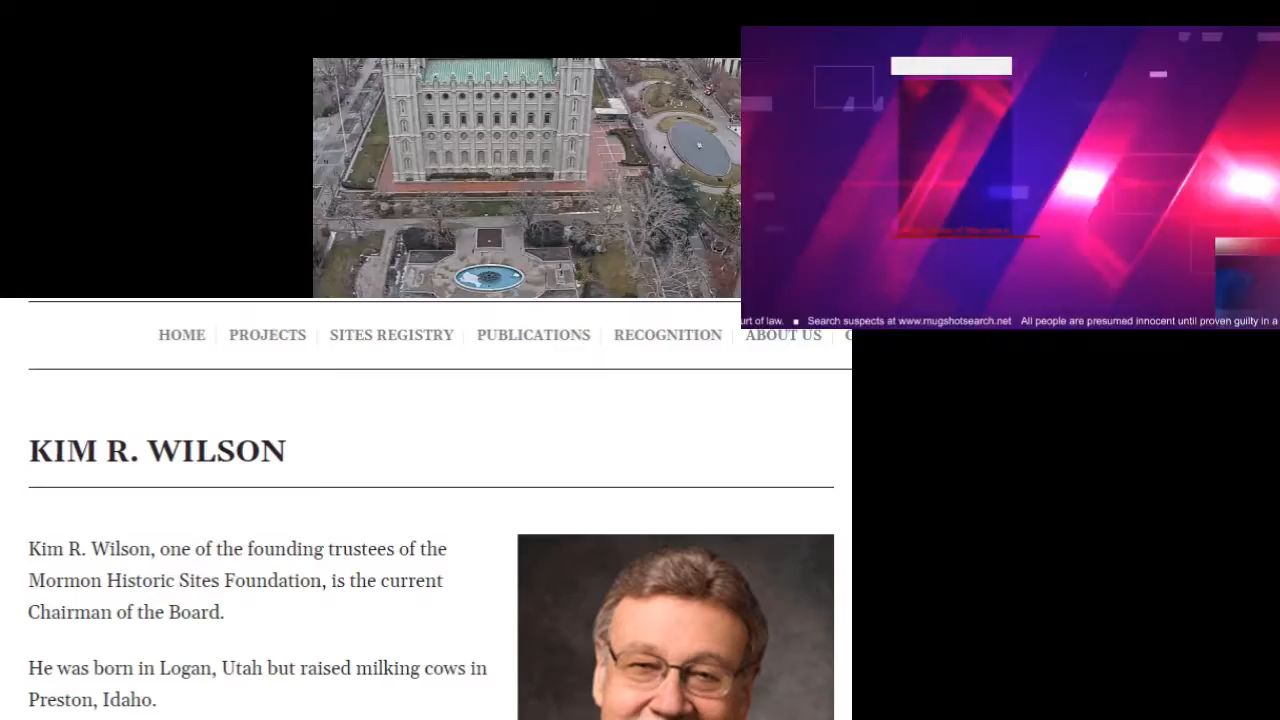 urt of law. ■ Search suspects at www.mugshotsearch.net All people are presumed innocent until proven guilty in a
HOME PROJECTS SITES REGISTRY PUBLICATIONS RECOGNITION ABOUT US
KIM R. WILSON
Kim R. Wilson, one of the founding trustees of the
Mormon Historic Sites Foundation, is the current
Chairman of the Board.
He was born in Logan, Utah but raised milking cows in
Preston, Idaho.